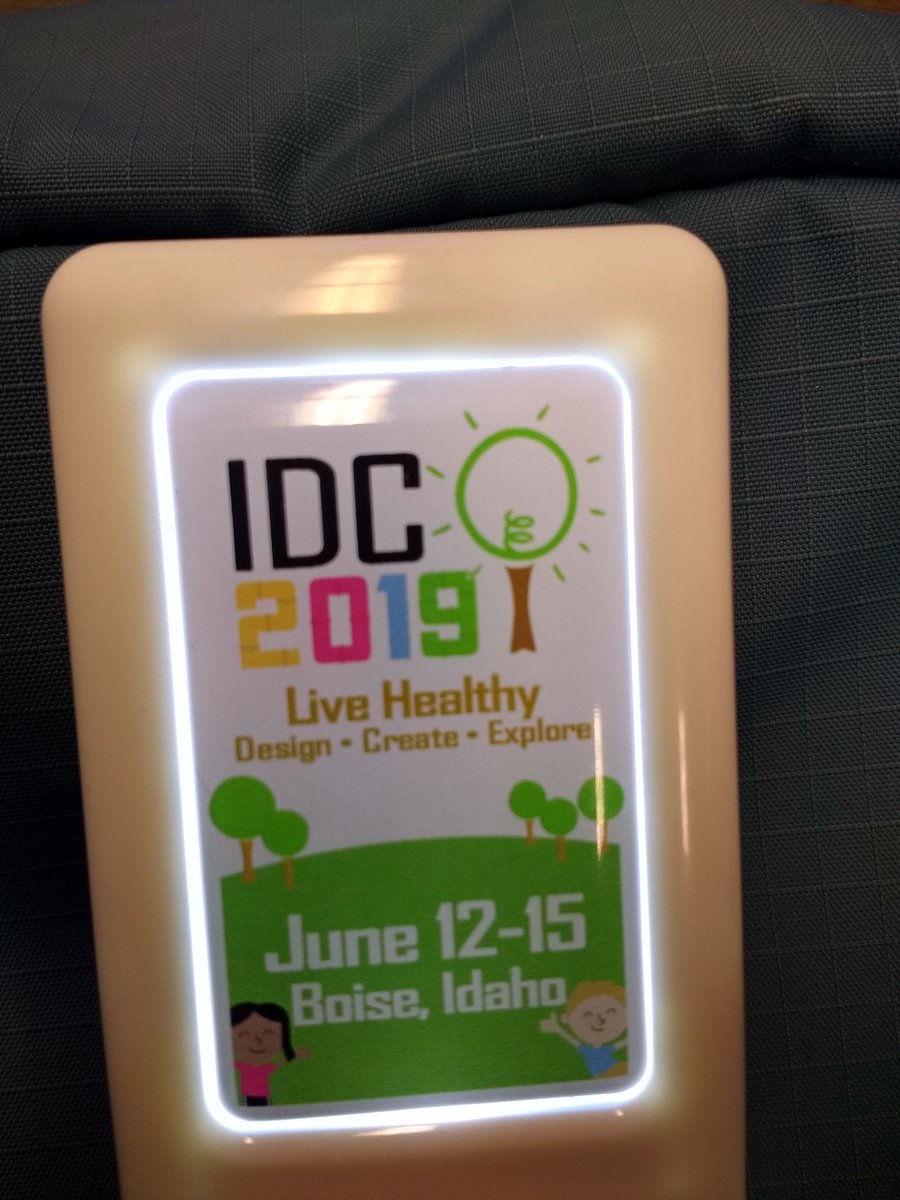 IDC
2019
Live Healthy
Design • Create • Explore
June 12-15
Boise, Idaho